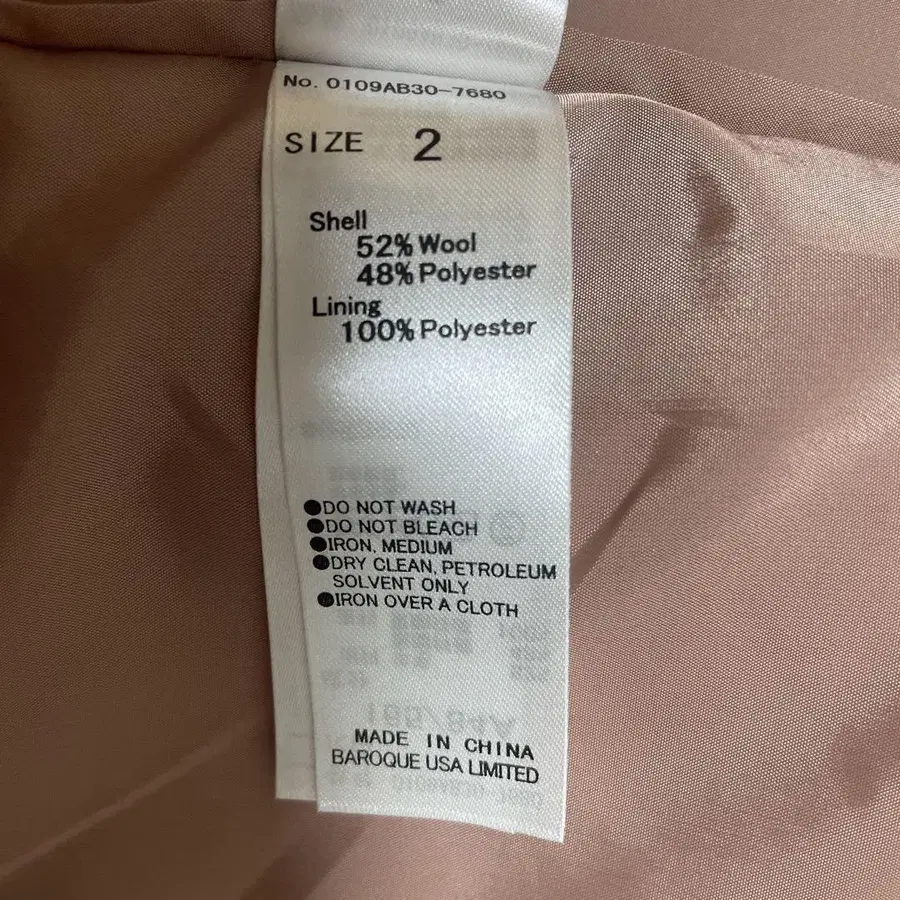 No. 0109AB30-7680
SIZE 2
Shell
52% Wool
48% Polyester
Lining
100% Polyester
●DO NOT WASH
●DO NOT BLEACH
●IRON, MEDIUM
●DRY CLEAN, PETROLEUM
SOLVENT ONLY
●IRON OVER A CLOTH
MADE IN CHINA
BAROQUE USA LIMITED